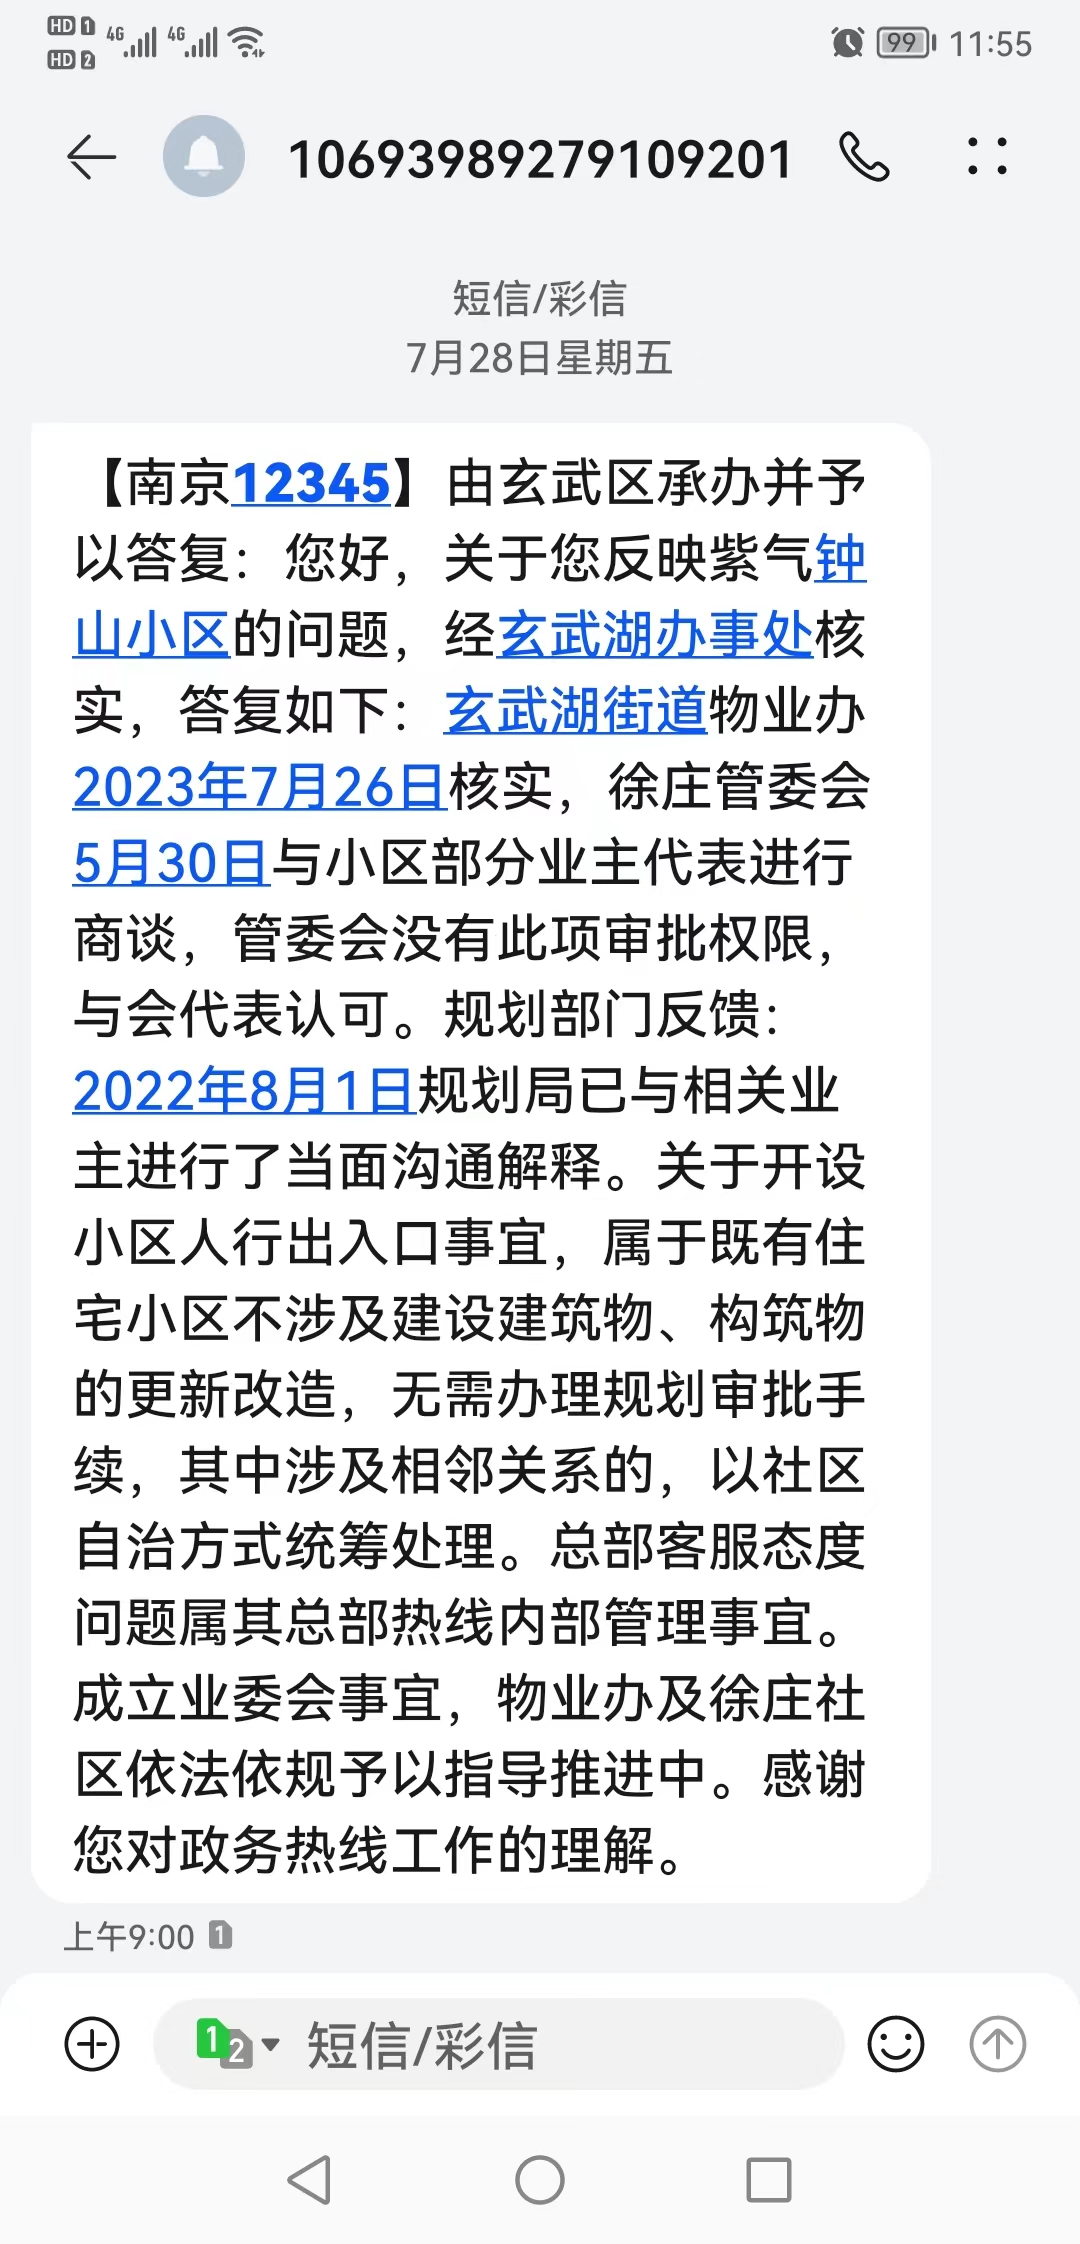 HD 1 4G 4G 99 11:55
HD 2
10693989279109201
短信/彩信
7月28日星期五
【南京12345】由玄武区承办并予
以答复：您好，关于您反映紫气钟
山小区的问题，经玄武湖办事处核
实，答复如下：玄武湖街道物业办
2023年7月26日核实，徐庄管委会
5月30日与小区部分业主代表进行
商谈，管委会没有此项审批权限，
与会代表认可。规划部门反馈：
2022年8月1日规划局已与相关业
主进行了当面沟通解释。关于开设
小区人行出入口事宜，属于既有住
宅小区不涉及建设建筑物、构筑物
的更新改造，无需办理规划审批手
续，其中涉及相邻关系的，以社区
自治方式统筹处理。总部客服态度
问题属其总部热线内部管理事宜。
成立业委会事宜，物业办及徐庄社
区依法依规予以指导推进中。感谢
您对政务热线工作的理解。
上午9:00 1
1 2 短信/彩信